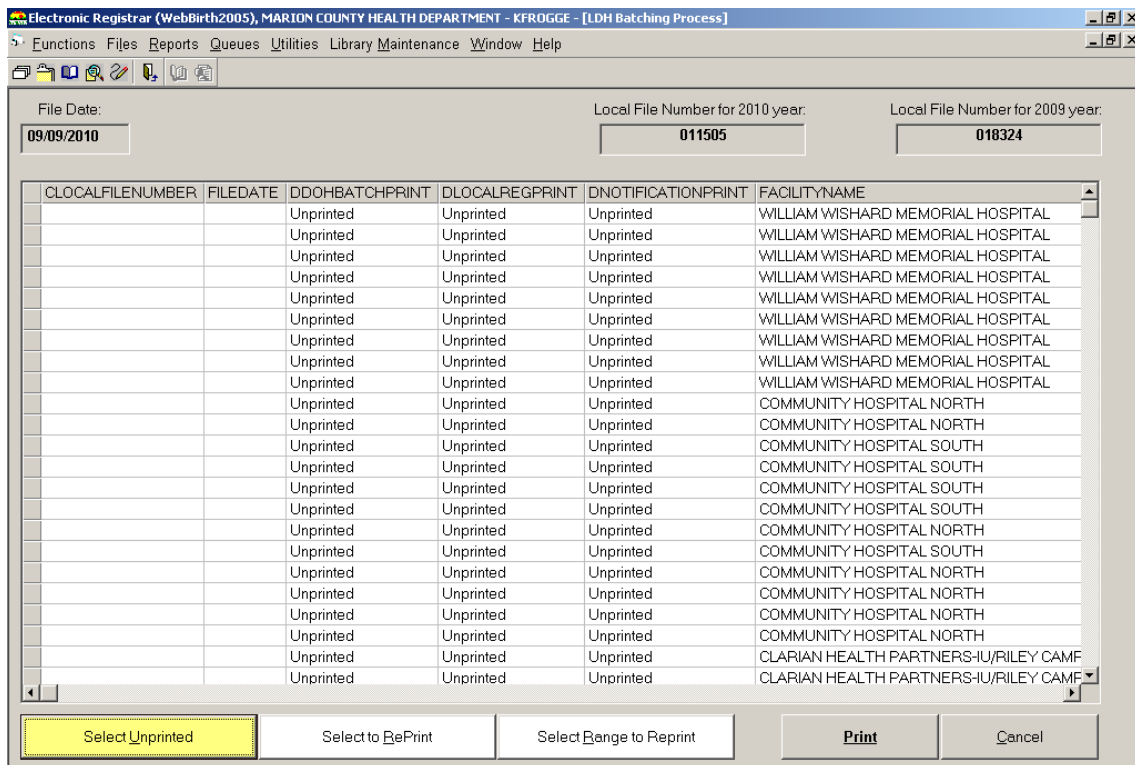 Electronic Registrar (WebBirth2005), MARION COUNTY HEALTH DEPARTMENT - KFROGGE - [LDH Batching Process]
Functions Files Reports Queues Utilities Library Maintenance Window Help
File Date: Local File Number for 2010 year: Local File Number for 2009 year:
09/09/2010 011505 018324
CLOCALFILENUMBER FILEDATE DDOHBATCHPRINT DLOCALREGPRINT DNOTIFICATIONPRINT FACILITYNAME
Unprinted Unprinted Unprinted WILLIAM WISHARD MEMORIAL HOSPITAL
Unprinted Unprinted Unprinted WILLIAM WISHARD MEMORIAL HOSPITAL
Unprinted Unprinted Unprinted WILLIAM WISHARD MEMORIAL HOSPITAL
Unprinted Unprinted Unprinted WILLIAM WISHARD MEMORIAL HOSPITAL
Unprinted Unprinted Unprinted WILLIAM WISHARD MEMORIAL HOSPITAL
Unprinted Unprinted Unprinted WILLIAM WISHARD MEMORIAL HOSPITAL
Unprinted Unprinted Unprinted WILLIAM WISHARD MEMORIAL HOSPITAL
Unprinted Unprinted Unprinted WILLIAM WISHARD MEMORIAL HOSPITAL
Unprinted Unprinted Unprinted WILLIAM WISHARD MEMORIAL HOSPITAL
Unprinted Unprinted Unprinted COMMUNITY HOSPITAL NORTH
Unprinted Unprinted Unprinted COMMUNITY HOSPITAL NORTH
Unprinted Unprinted Unprinted COMMUNITY HOSPITAL SOUTH
Unprinted Unprinted Unprinted COMMUNITY HOSPITAL SOUTH
Unprinted Unprinted Unprinted COMMUNITY HOSPITAL SOUTH
Unprinted Unprinted Unprinted COMMUNITY HOSPITAL SOUTH
Unprinted Unprinted Unprinted COMMUNITY HOSPITAL NORTH
Unprinted Unprinted Unprinted COMMUNITY HOSPITAL SOUTH
Unprinted Unprinted Unprinted COMMUNITY HOSPITAL NORTH
Unprinted Unprinted Unprinted COMMUNITY HOSPITAL NORTH
Unprinted Unprinted Unprinted COMMUNITY HOSPITAL NORTH
Unprinted Unprinted Unprinted COMMUNITY HOSPITAL NORTH
Unprinted Unprinted Unprinted CLARIAN HEALTH PARTNERS-IU/RILEY CAMP
Unprinted Unprinted Unprinted CLARIAN HEALTH PARTNERS-IU/RILEY CAMP
Select Unprinted Select to RePrint Select Range to Reprint Print Cancel